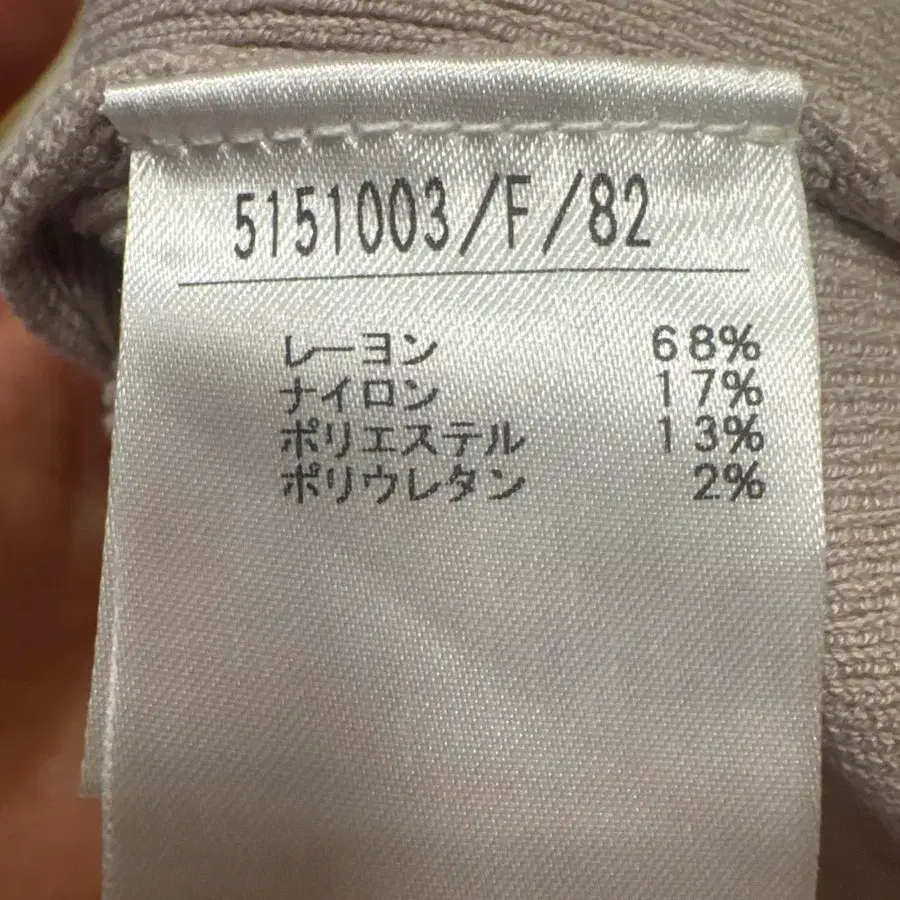 5151003/F/82
レーヨン 68%
ナイロン 17%
ポリエステル 13%
ポリウレタン 2%